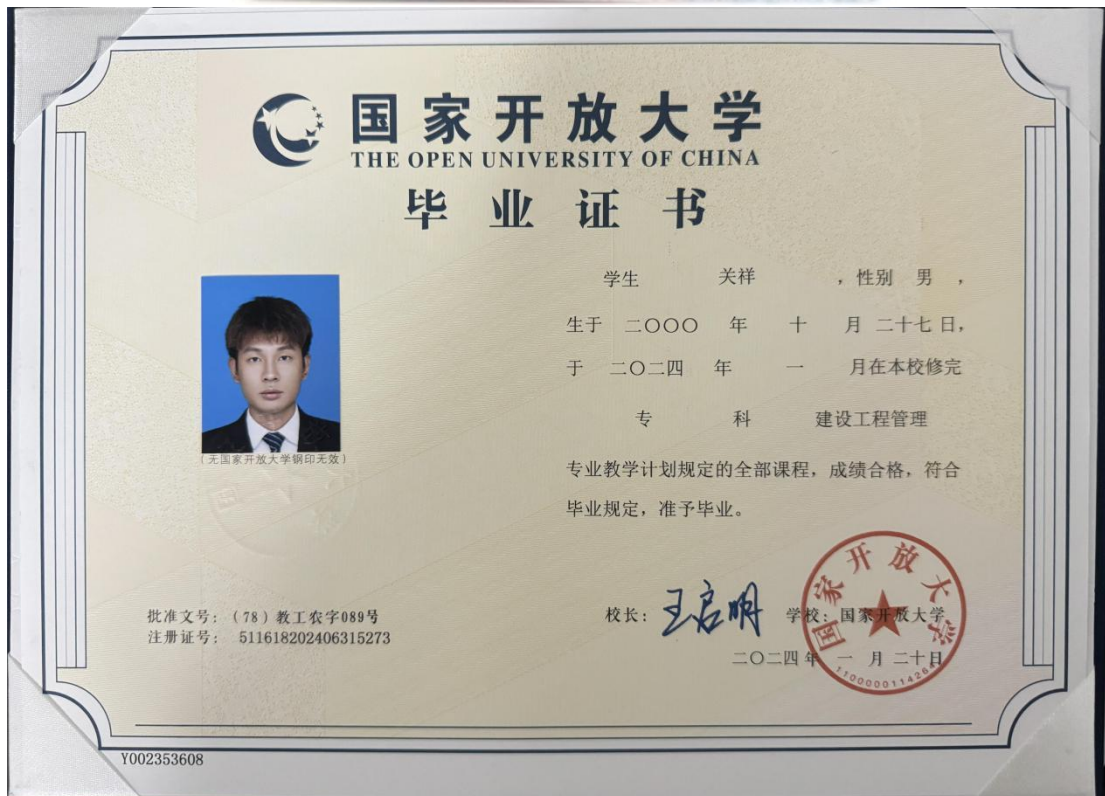 国家开放大学
THE OPEN UNIVERSITY OF CHINA
毕业证书
学生 关祥 ，性别 男 ，
生于 二〇〇〇 年 十 月 二十七 日，
于 二〇二四 年 一 月在本校修完
专 科 建设工程管理
专业教学计划规定的全部课程，成绩合格，符合
毕业规定，准予毕业。
（无国家开放大学钢印无效）
批准文号：（78）教工农字089号
注册证号： 511618202406315273
校长：王启明 学校：国家开放大学
二〇二四年 一 月 二十日
国家开放大学
Y002353608